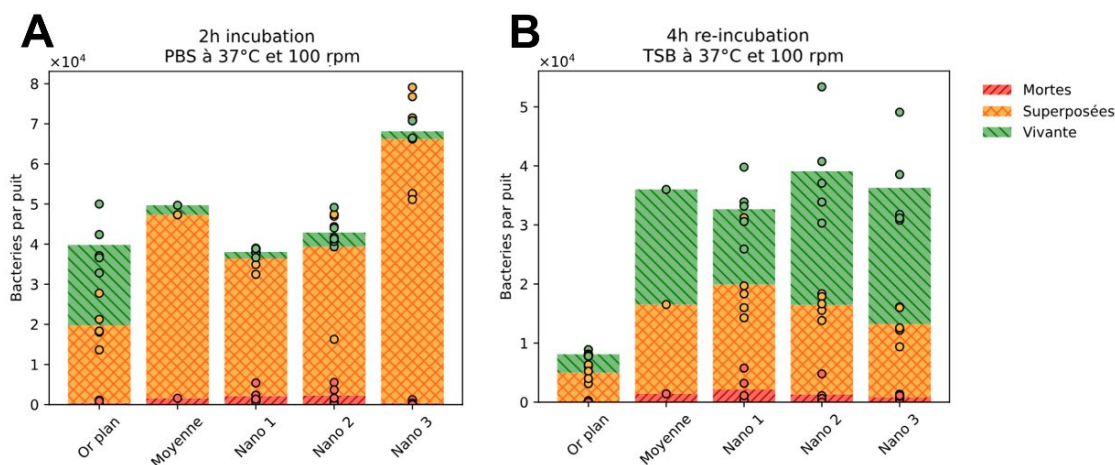 A
2h incubation
PBS à 37°C et 100 rpm
×10⁴
8
7
6
5
4
3
2
1
0
Bacteries par puit
Or plan
Moyenne
Nano 1
Nano 2
Nano 3
B
4h re-incubation
TSB à 37°C et 100 rpm
×10⁴
5
4
3
2
1
0
Bacteries par puit
Or plan
Moyenne
Nano 1
Nano 2
Nano 3
Mortes
Superposées
Vivante